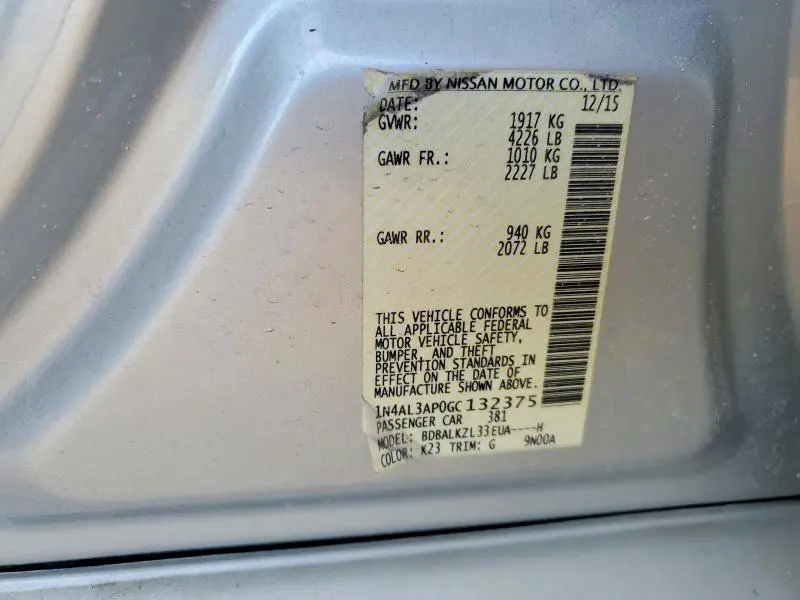 MFD BY NISSAN MOTOR CO., LTD.
DATE: 12/15
GVWR: 1917 KG
4226 LB
GAWR FR.: 1010 KG
2227 LB
GAWR RR.: 940 KG
2072 LB
THIS VEHICLE CONFORMS TO
ALL APPLICABLE FEDERAL
MOTOR VEHICLE SAFETY,
BUMPER, AND THEFT
PREVENTION STANDARDS IN
EFFECT ON THE DATE OF
MANUFACTURE SHOWN ABOVE.
1N4AL3AP0GC132375
PASSENGER CAR 381
MODEL: BDBALKZL33EUA----H
COLOR: K23 TRIM: G 9N00A